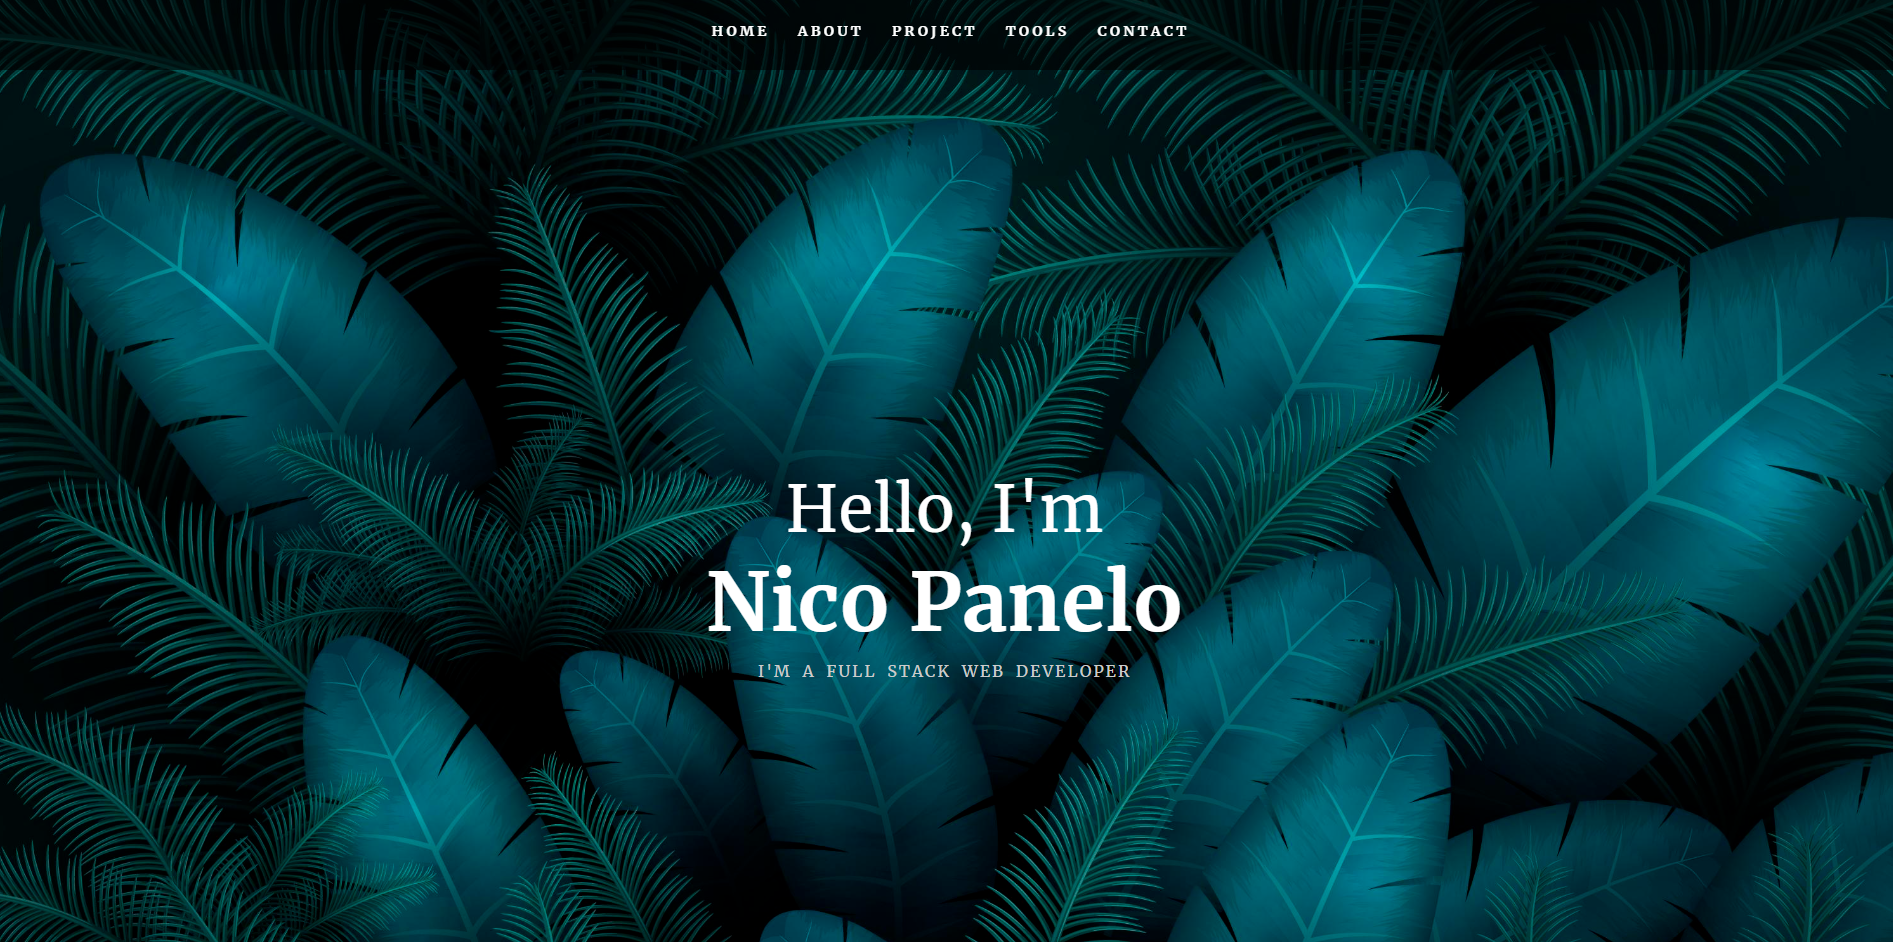 HOME ABOUT PROJECT TOOLS CONTACT
Hello, I'm
Nico Panelo
I'M A FULL STACK WEB DEVELOPER